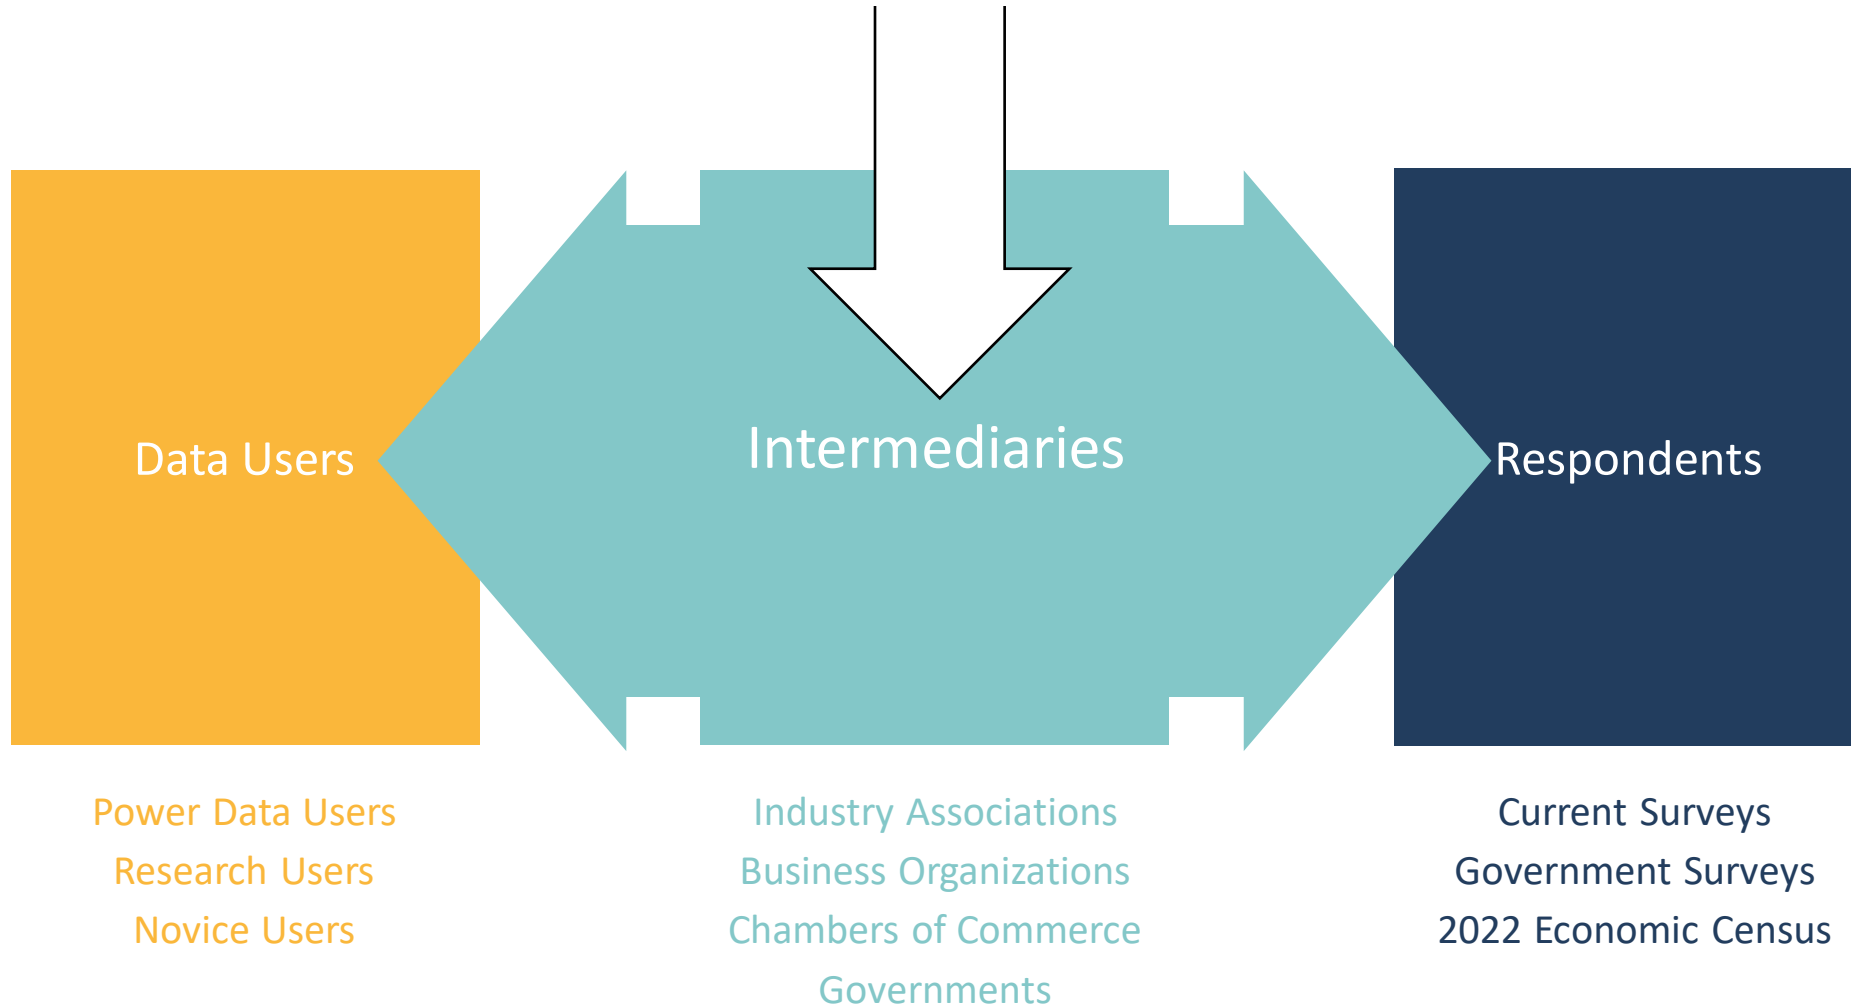 Data Users
Intermediaries
Respondents
Power Data Users
Research Users
Novice Users
Industry Associations
Business Organizations
Chambers of Commerce
Governments
Current Surveys
Government Surveys
2022 Economic Census